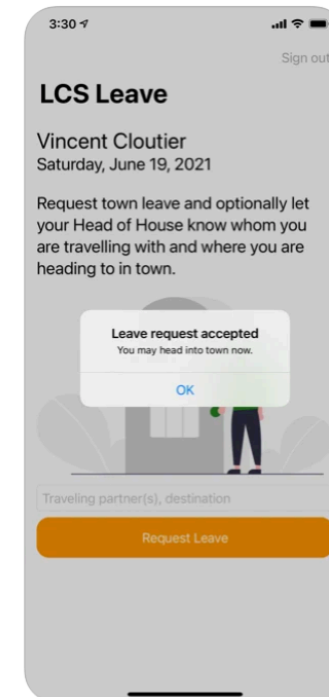 3:30
Sign out
LCS Leave
Vincent Cloutier
Saturday, June 19, 2021
Request town leave and optionally let
your Head of House know whom you
are travelling with and where you are
heading to in town.
Leave request accepted
You may head into town now.
OK
Traveling partner(s), destination
Request Leave